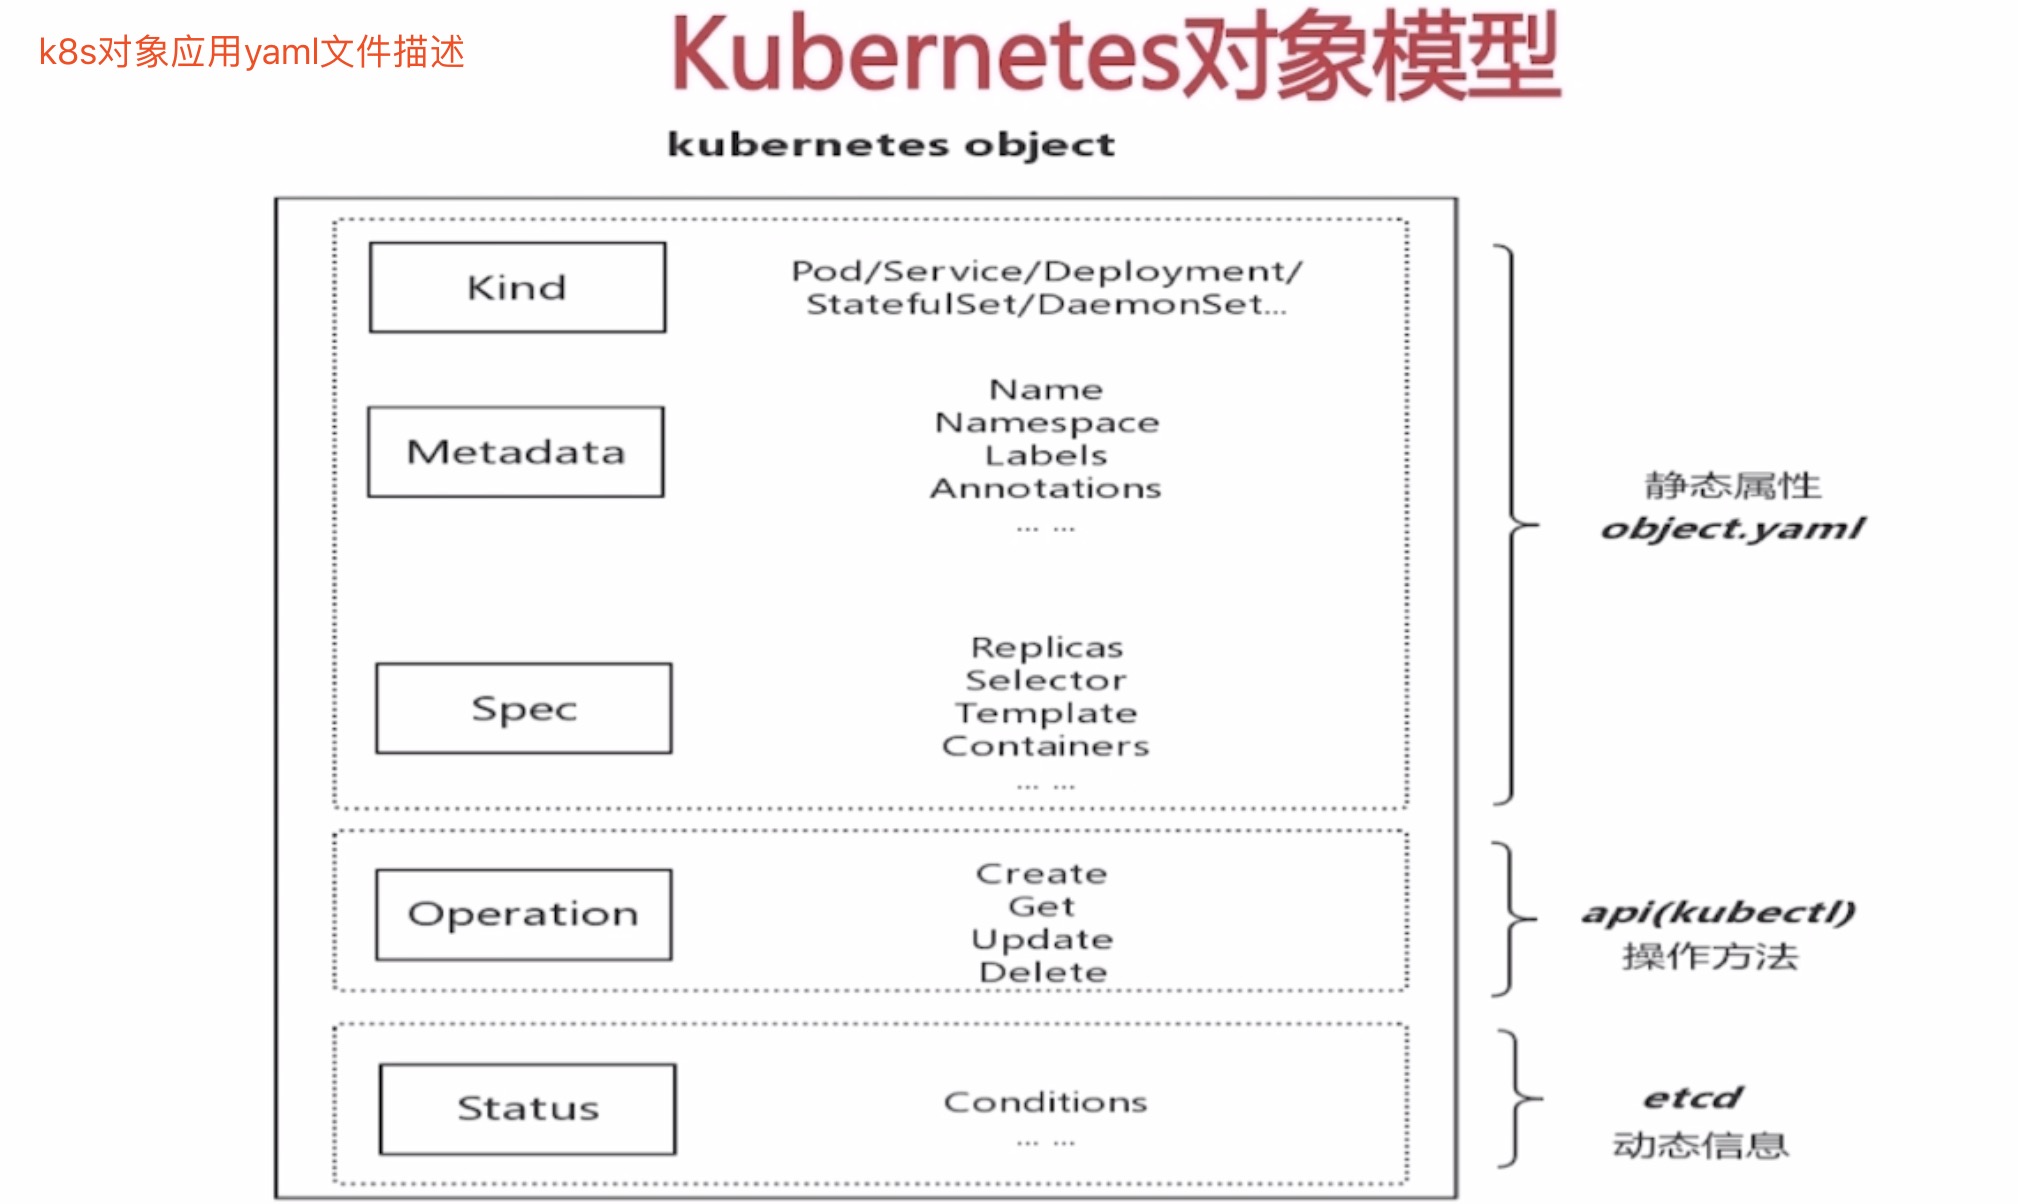 k8s对象应用yaml文件描述
Kubernetes对象模型
kubernetes object
Kind
Pod/Service/Deployment/
StatefulSet/DaemonSet...
Metadata
Name
Namespace
Labels
Annotations
... ...
Spec
Replicas
Selector
Template
Containers
... ...
静态属性
object.yaml
Operation
Create
Get
Update
Delete
api(kubectl)
操作方法
Status
Conditions
... ...
etcd
动态信息